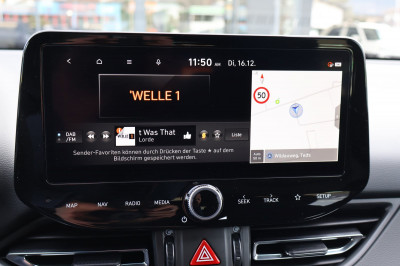 11:50 AM Di. 16.12.
'WELLE 1
50
DAB
/FM
t Was That
Lorde
Liste
Sender-Favoriten können durch Drücken der Taste ★ auf dem
Bildschirm gespeichert werden.
MAP NAV RADIO MEDIA
SEEK TRACK SETUP